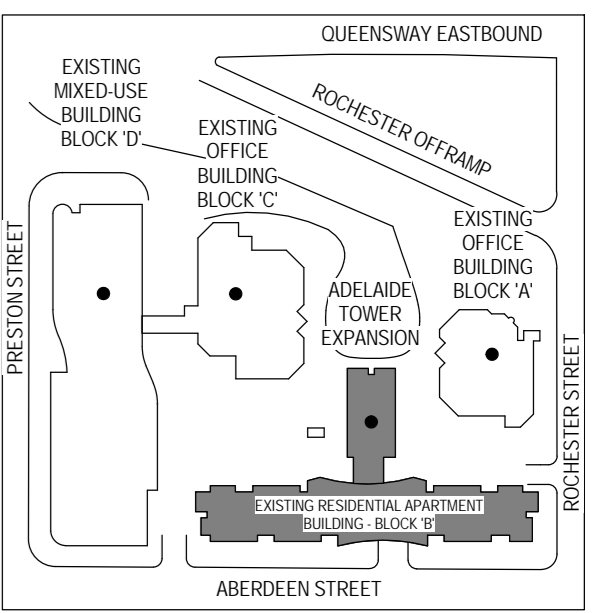 QUEENSWAY EASTBOUND
EXISTING
MIXED-USE
BUILDING
BLOCK 'D'
ROCHESTER OFFRAMP
EXISTING
OFFICE
BUILDING
BLOCK 'C'
EXISTING
OFFICE
BUILDING
BLOCK 'A'
PRESTON STREET
ADELAIDE
TOWER
EXPANSION
ROCHESTER STREET
EXISTING RESIDENTIAL APARTMENT
BUILDING - BLOCK 'B'
ABERDEEN STREET